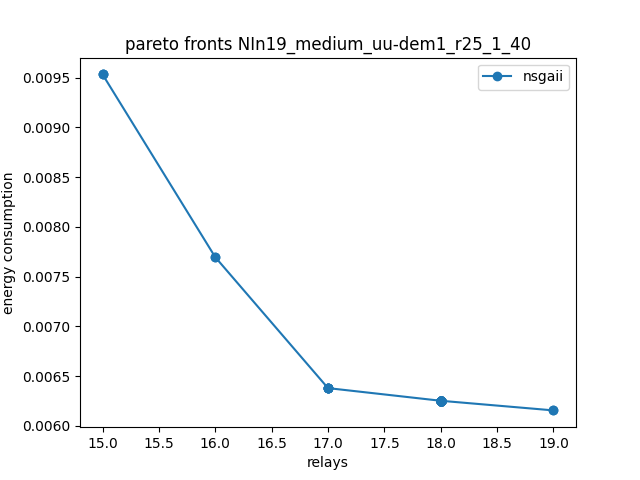 pareto fronts NIn19_medium_uu-dem1_r25_1_40
nsgaii
energy consumption
0.0095
0.0090
0.0085
0.0080
0.0075
0.0070
0.0065
0.0060
15.0 15.5 16.0 16.5 17.0 17.5 18.0 18.5 19.0
relays